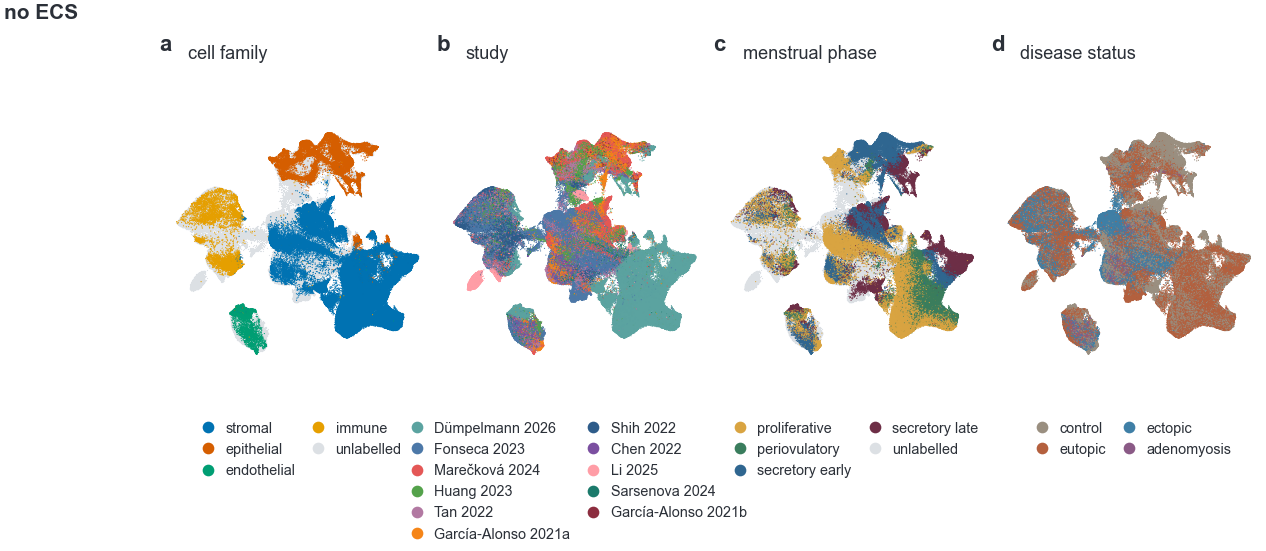 no ECS
a cell family
b study
c menstrual phase
d disease status
stromal
epithelial
endothelial
immune
unlabelled
Dümpelmann 2026
Fonseca 2023
Marečková 2024
Huang 2023
Tan 2022
García-Alonso 2021a
Shih 2022
Chen 2022
Li 2025
Sarsenova 2024
García-Alonso 2021b
proliferative
periovulatory
secretory early
secretory late
unlabelled
control
eutopic
ectopic
adenomyosis